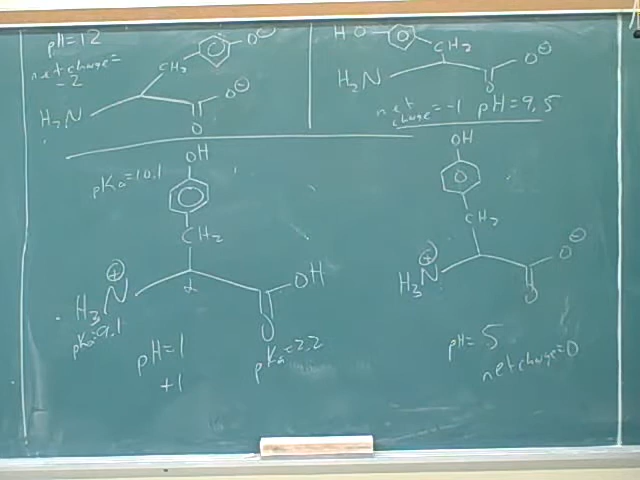 pH=12
net charge=
-2
O⊖
CH₂
O⊖
H₂N
O
HO
CH₂
O⊖
H₂N
O
net
charge=-1 pH=9,5
OH
pKa=10.1
CH₂
⊕
H₃N
α
OH
O
pKa=9.1
pH=1
+1
pKa=2.2
OH
CH₂
⊕
H₃N
O⊖
O
pH=5
net charge=0